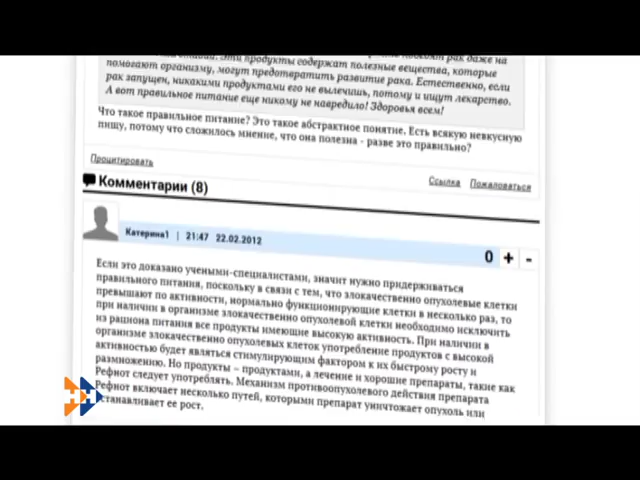 Эти продукты содержат полезные вещества, которые
помогают организму, могут предотвратить развитие рака. Естественно, если
рак запущен, никакими продуктами его не вылечишь, потому и ищут лекарство.
А вот правильное питание еще никому не навредило! Здоровья всем!
Что такое правильное питание? Это такое абстрактное понятие. Есть всякую невкусную
пищу, потому что сложилось мнение, что она полезна - разве это правильно?
Процитировать
Ссылка Пожаловаться
Комментарии (8)
Катерина1 | 21:47 22.02.2012
0 + -
Если это доказано учеными-специалистами, значит нужно придерживаться
правильного питания, поскольку в связи с тем, что злокачественно опухолевые клетки
превышают по активности, нормально функционирующие клетки в несколько раз, то
при наличии в организме злокачественно опухолевой клетки необходимо исключить
из рациона питания все продукты имеющие высокую активность. При наличии в
организме злокачественно опухолевых клеток употребление продуктов с высокой
активностью будет являться стимулирующим фактором к их быстрому росту и
размножению. Но продукты – продуктами, а лечение и хорошие препараты, такие как
Рефнот следует употреблять. Механизм противоопухолевого действия препарата
Рефнот включает несколько путей, которыми препарат уничтожает опухоль или
станавливает ее рост.